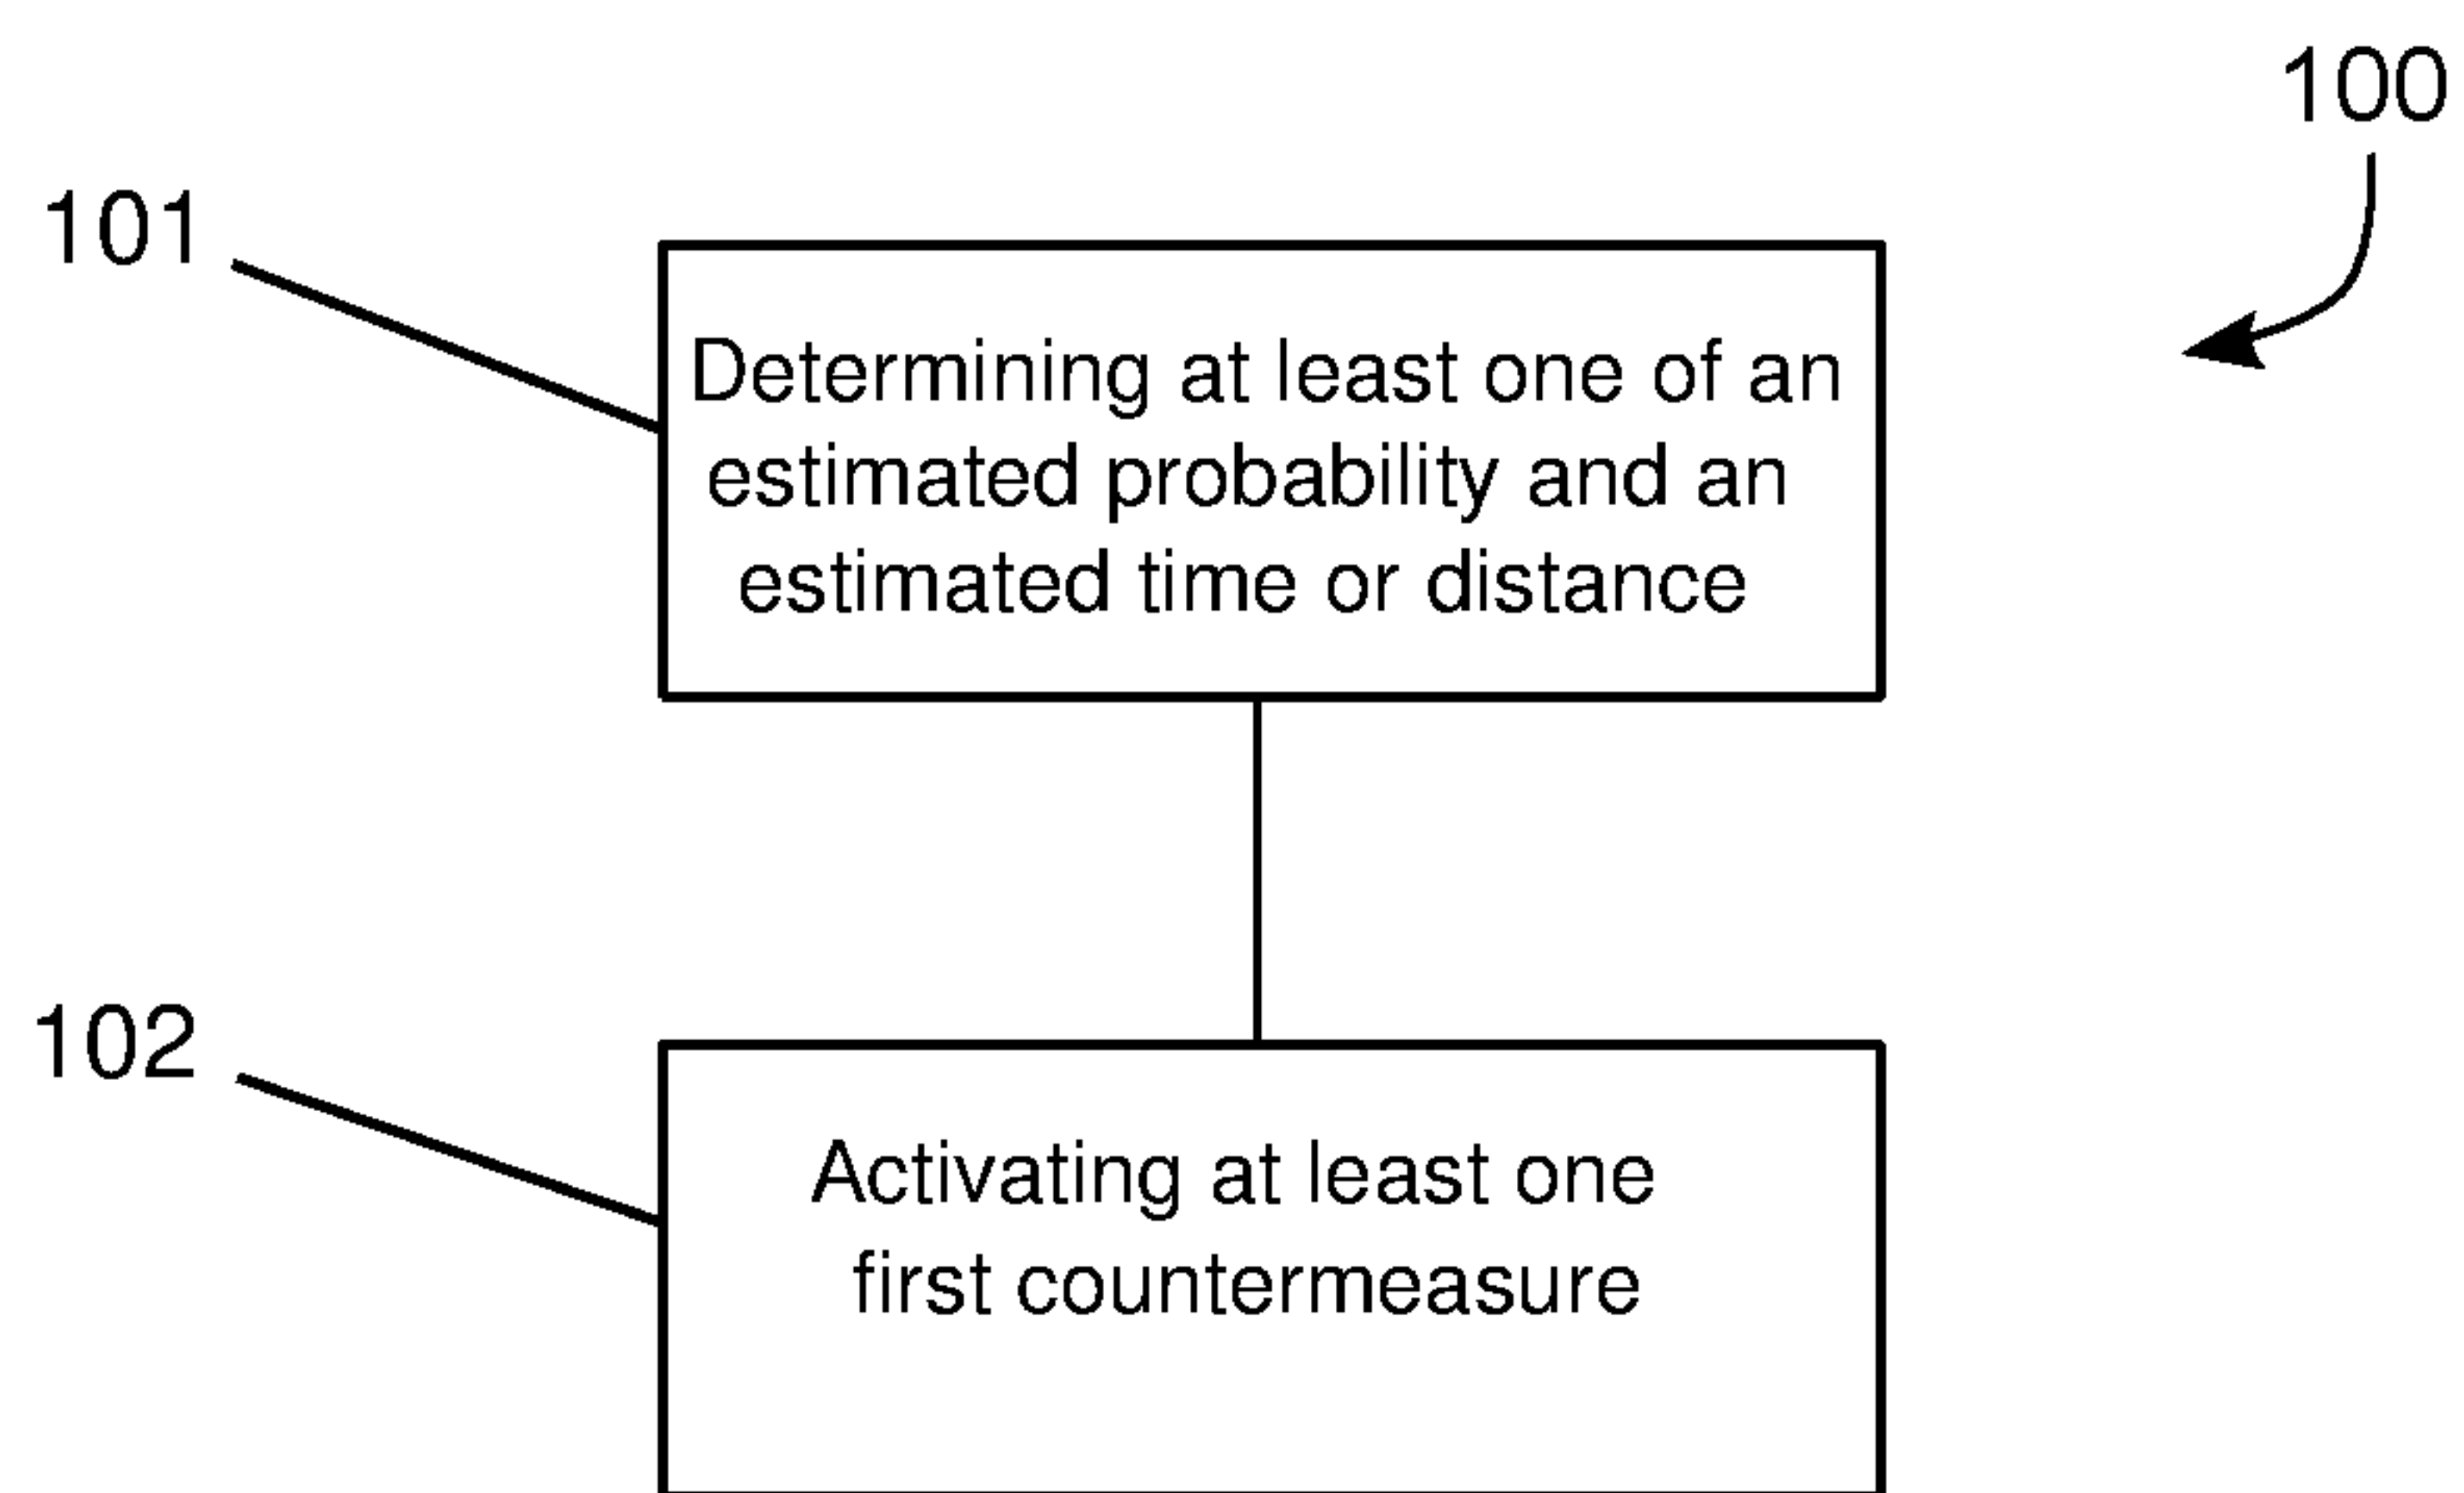 100
101
Determining at least one of an
estimated probability and an
estimated time or distance
102
Activating at least one
first countermeasure